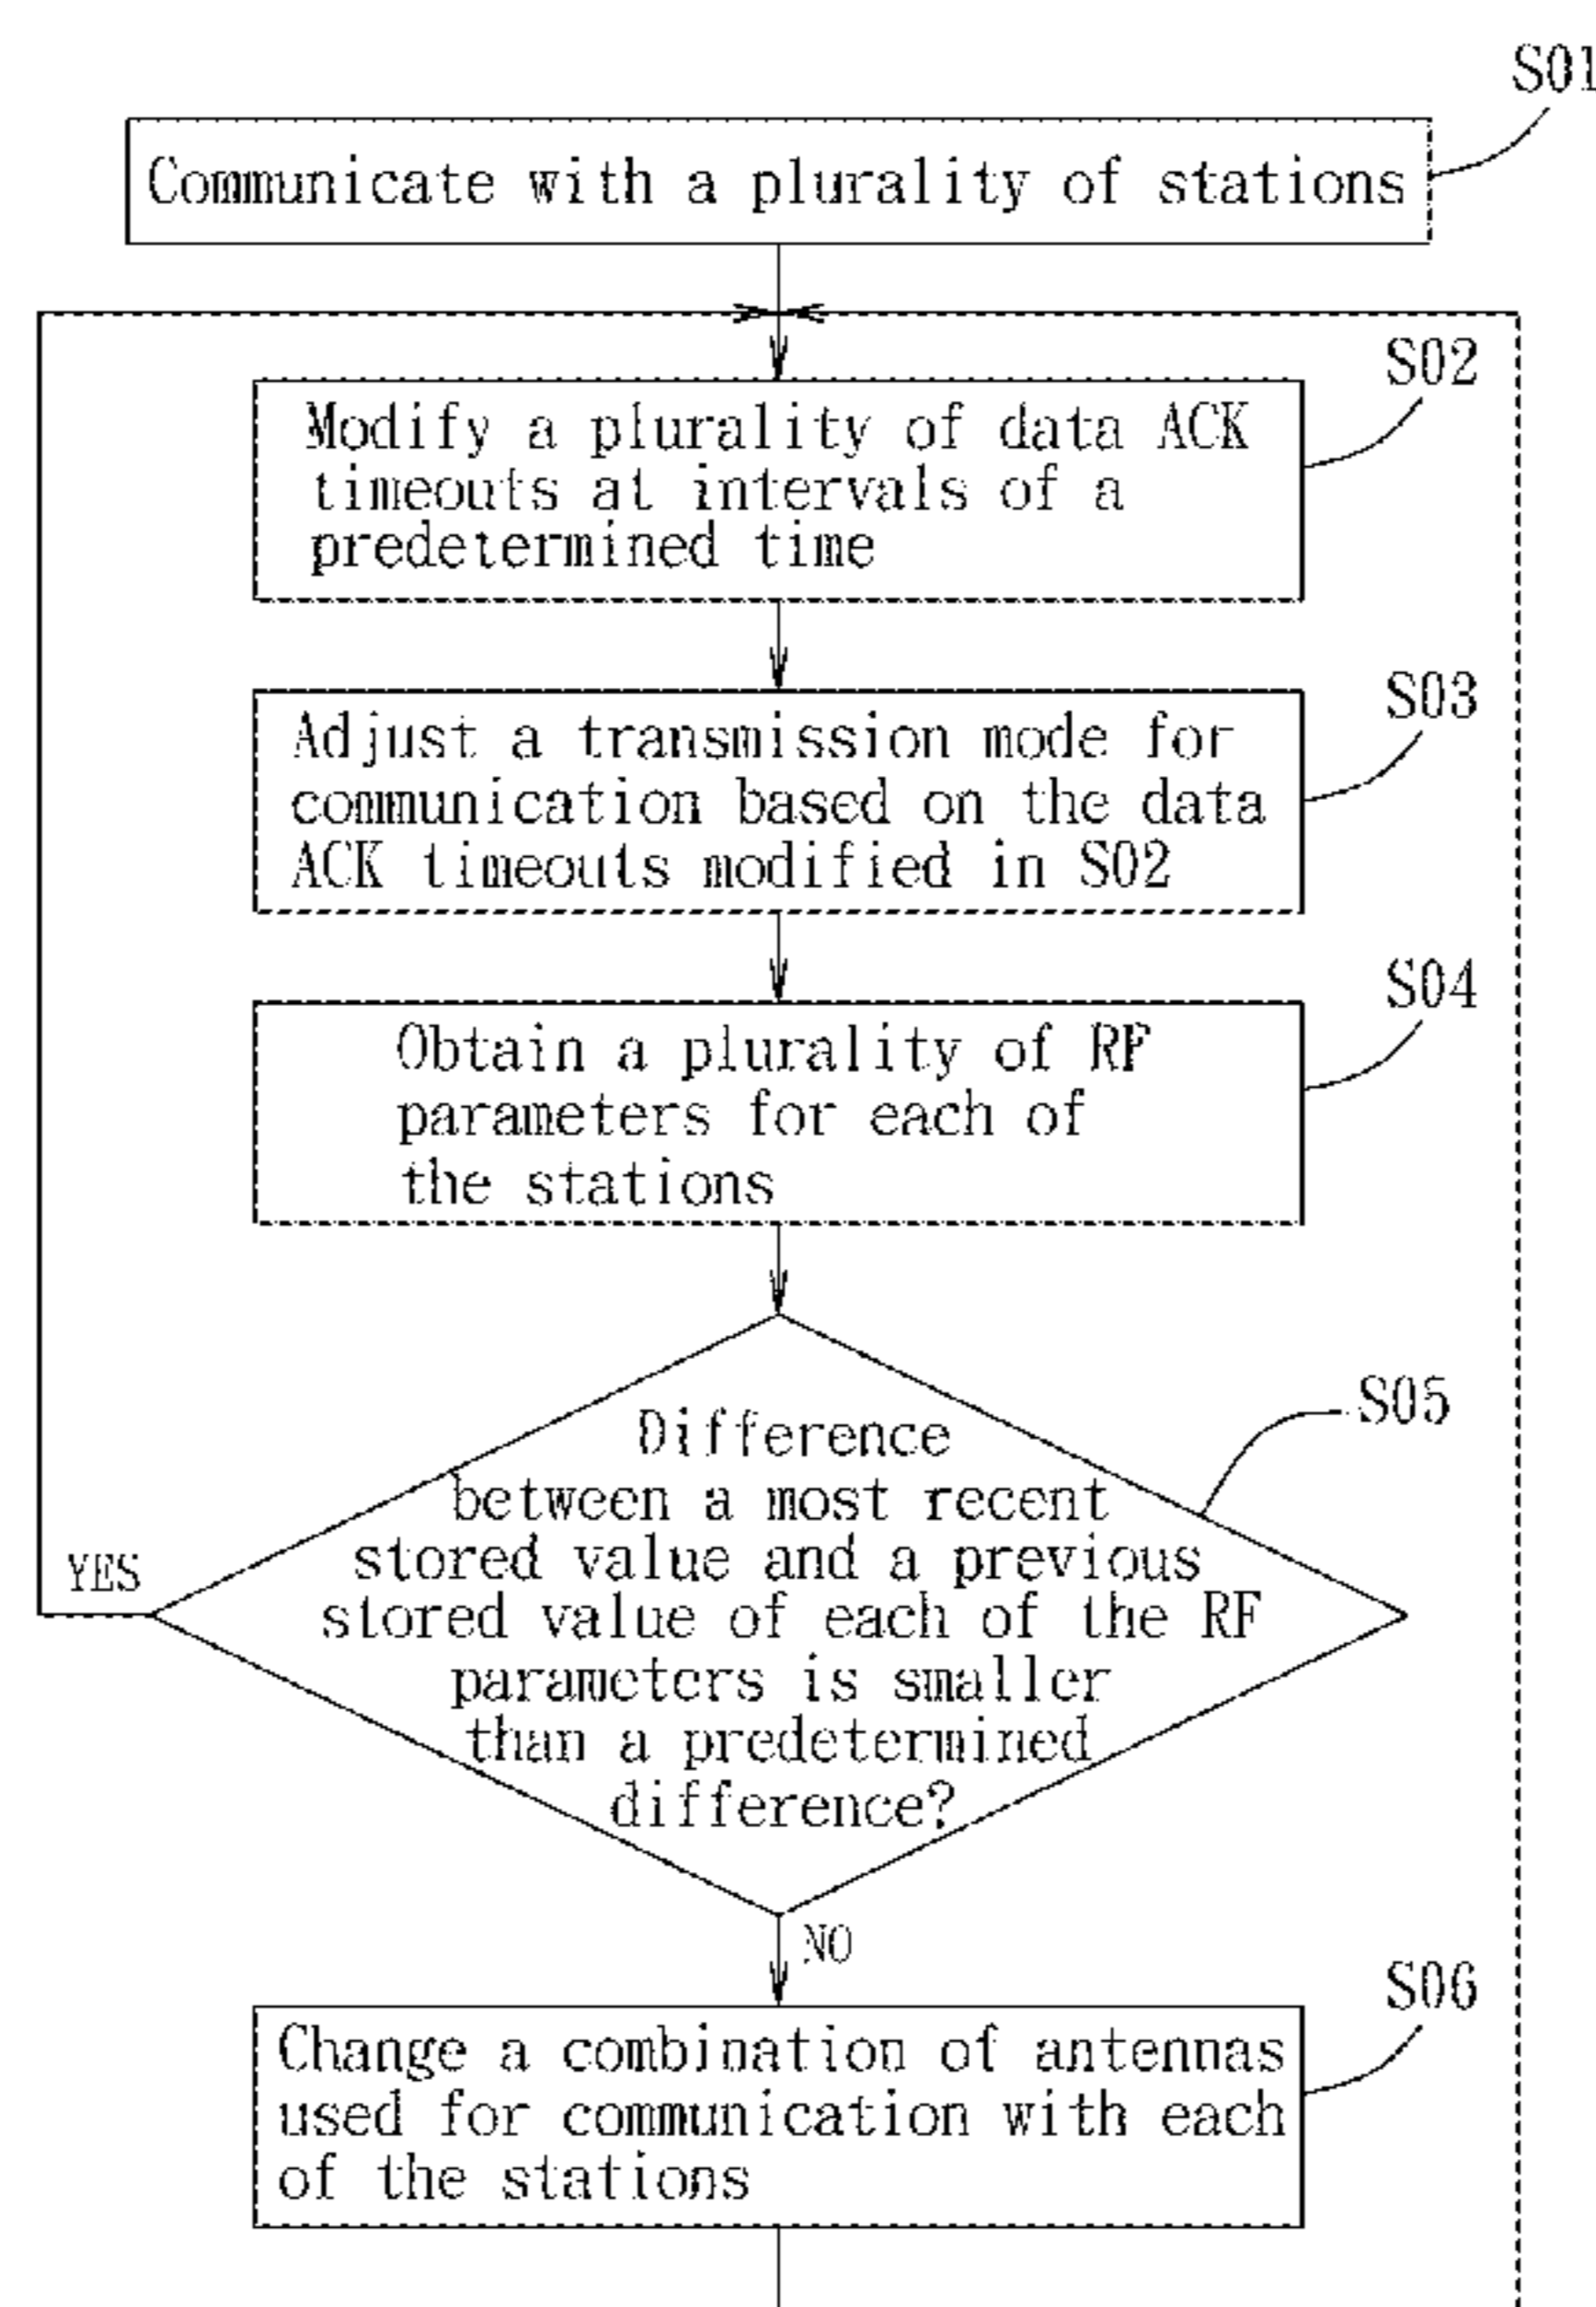 S01
Communicate with a plurality of stations
S02
Modify a plurality of data ACK
timeouts at intervals of a
predetermined time
S03
Adjust a transmission mode for
communication based on the data
ACK timeouts modified in S02
S04
Obtain a plurality of RF
parameters for each of
the stations
S05
Difference
between a most recent
stored value and a previous
stored value of each of the RF
parameters is smaller
than a predetermined
difference?
YES
NO
S06
Change a combination of antennas
used for communication with each
of the stations